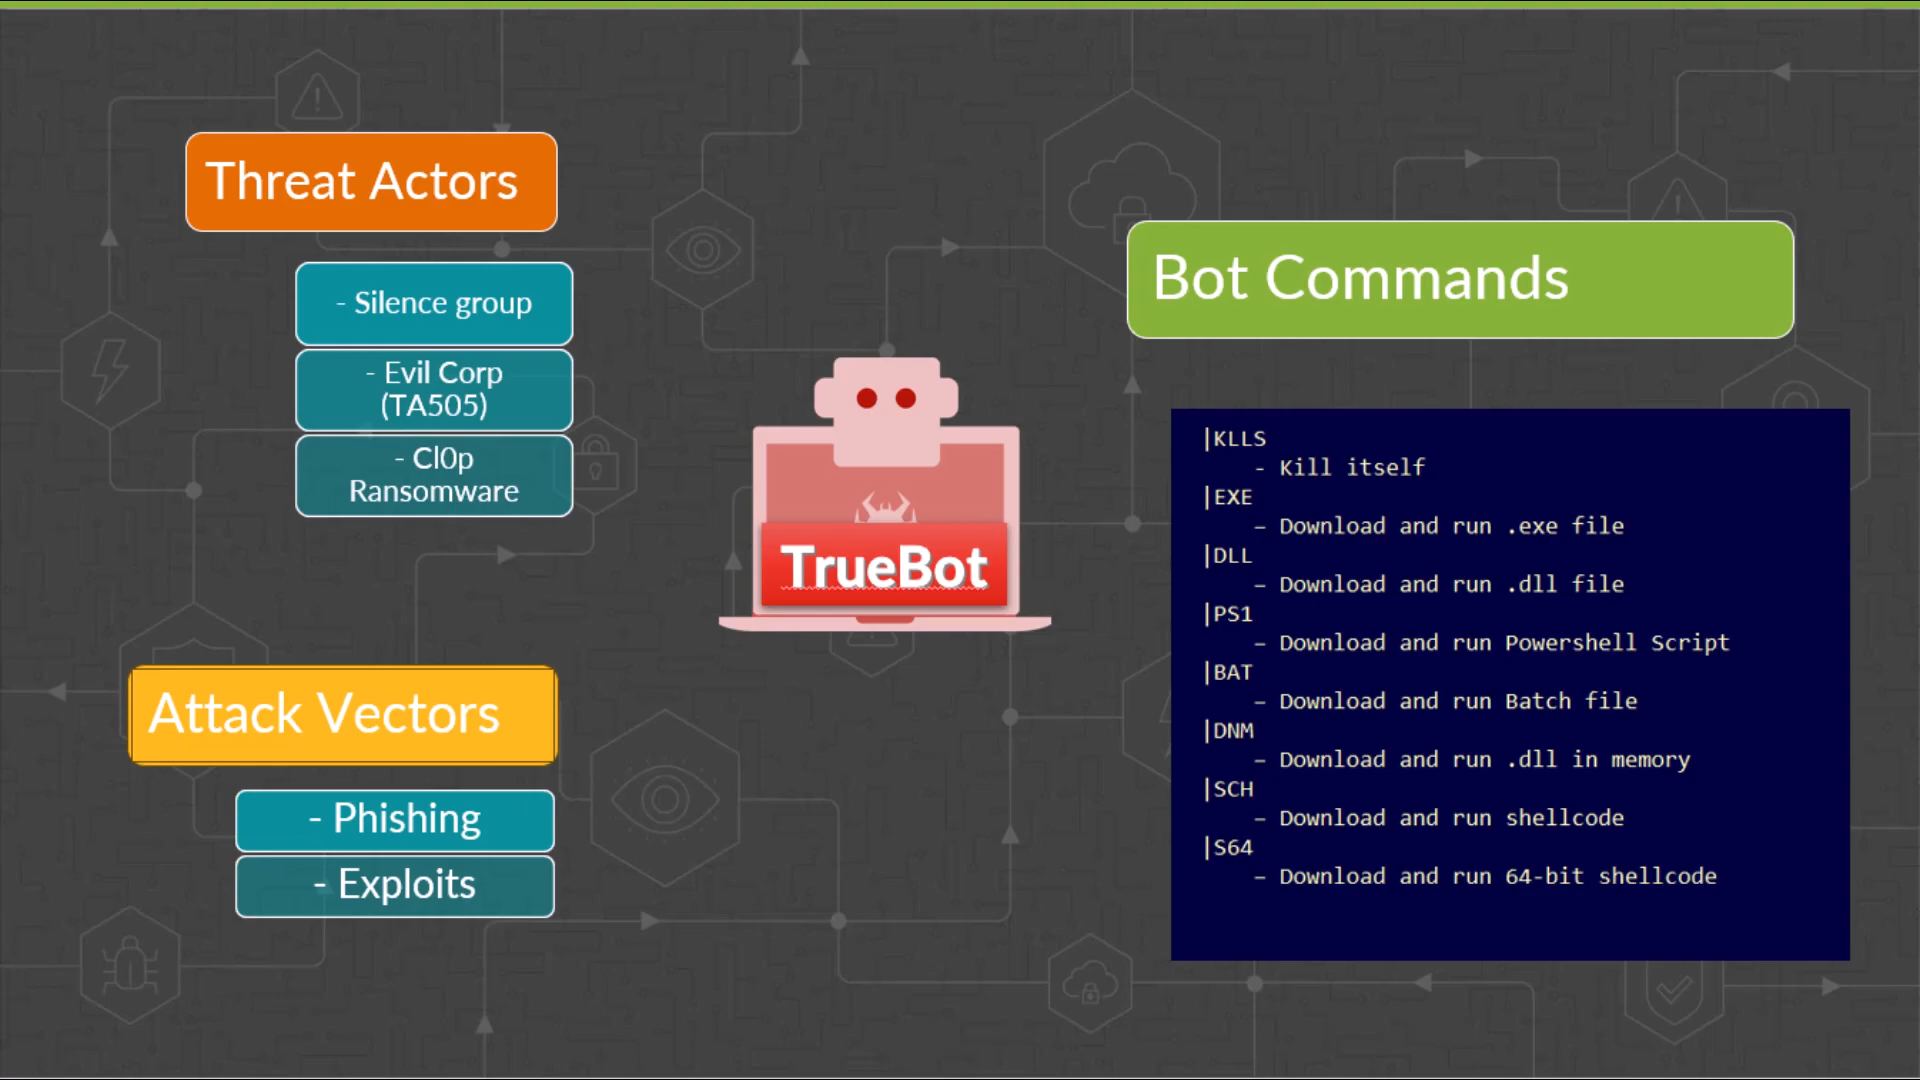 Threat Actors
- Silence group
- Evil Corp
(TA505)
- Cl0p
Ransomware
Attack Vectors
- Phishing
- Exploits
TrueBot
Bot Commands
|KLLS
- Kill itself
|EXE
– Download and run .exe file
|DLL
– Download and run .dll file
|PS1
– Download and run Powershell Script
|BAT
– Download and run Batch file
|DNM
– Download and run .dll in memory
|SCH
– Download and run shellcode
|S64
– Download and run 64-bit shellcode